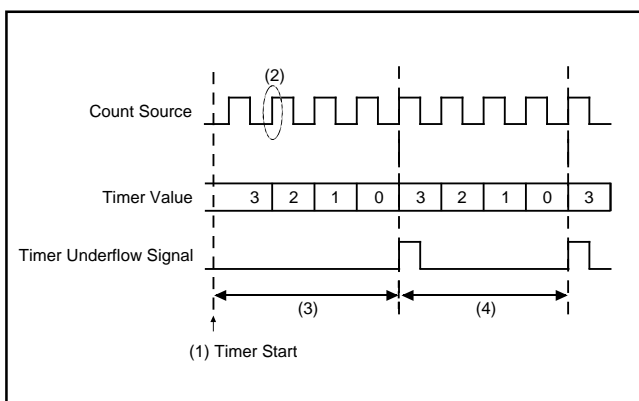 (2)
Count Source
Timer Value 3 2 1 0 3 2 1 0 3
Timer Underflow Signal
(3) (4)
(1) Timer Start